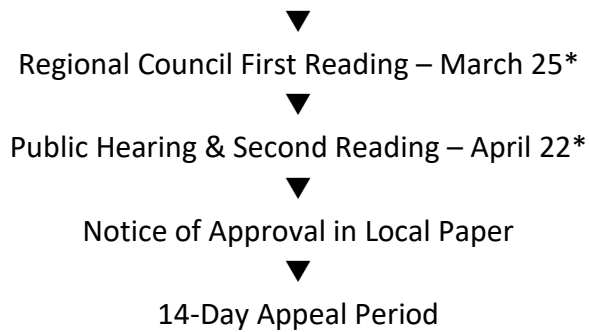 Regional Council First Reading – March 25*
Public Hearing & Second Reading – April 22*
Notice of Approval in Local Paper
14-Day Appeal Period